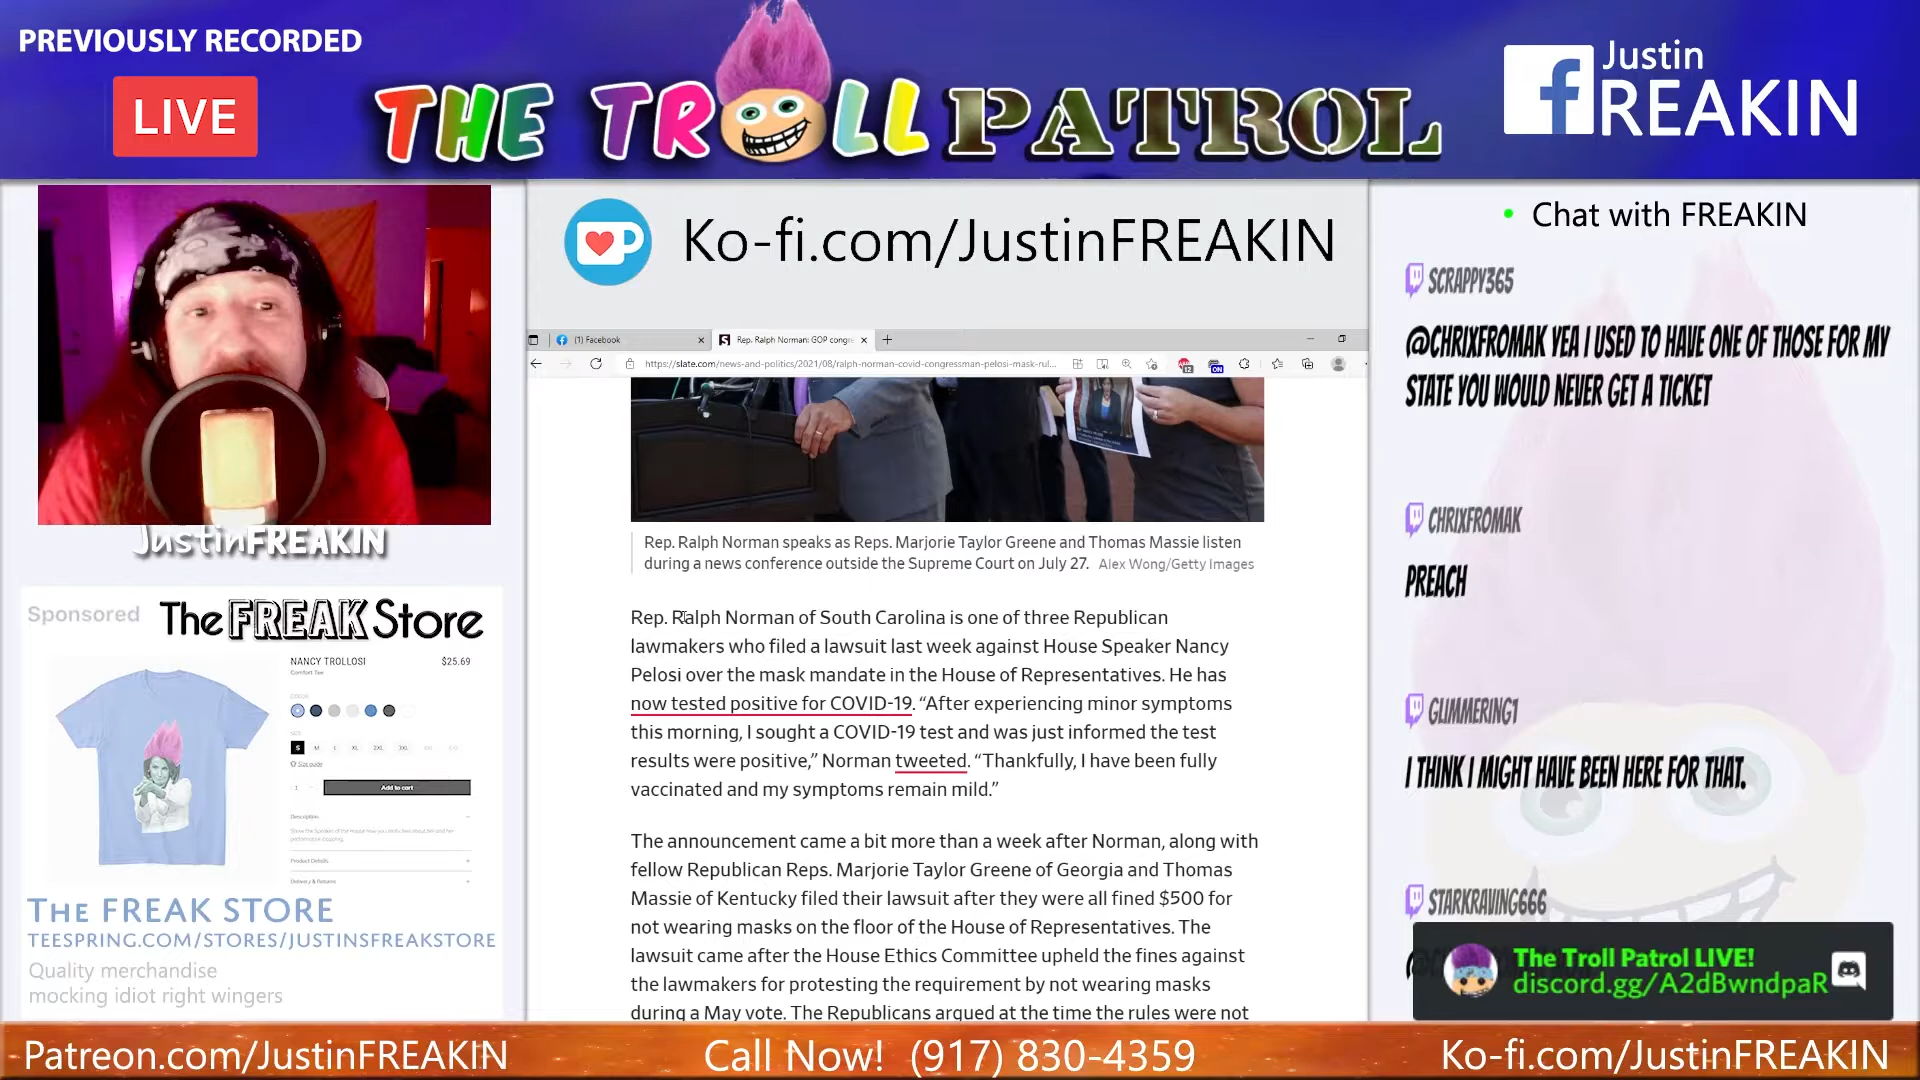 PREVIOUSLY RECORDED
LIVE
THE TROLL PATROL
Justin
FREAKIN
JustinFREAKIN
Sponsored
The FREAK Store
NANCY TROLLOSI
$25.69
Comfort Tee
S M L XL 2XL 3XL
Size guide
1
Add to cart
Description
Product Details
Delivery & Returns
THE FREAK STORE
TEESPRING.COM/STORES/JUSTINSFREAKSTORE
Quality merchandise
mocking idiot right wingers
Ko-fi.com/JustinFREAKIN
(1) Facebook
Rep. Ralph Norman: GOP congr
https://slate.com/news-and-politics/2021/08/ralph-norman-covid-congressman-pelosi-mask-rul...
12
ON
Rep. Ralph Norman speaks as Reps. Marjorie Taylor Greene and Thomas Massie listen
during a news conference outside the Supreme Court on July 27. Alex Wong/Getty Images
Rep. Ralph Norman of South Carolina is one of three Republican
lawmakers who filed a lawsuit last week against House Speaker Nancy
Pelosi over the mask mandate in the House of Representatives. He has
now tested positive for COVID-19. “After experiencing minor symptoms
this morning, I sought a COVID-19 test and was just informed the test
results were positive,” Norman tweeted. “Thankfully, I have been fully
vaccinated and my symptoms remain mild.”
The announcement came a bit more than a week after Norman, along with
fellow Republican Reps. Marjorie Taylor Greene of Georgia and Thomas
Massie of Kentucky filed their lawsuit after they were all fined $500 for
not wearing masks on the floor of the House of Representatives. The
lawsuit came after the House Ethics Committee upheld the fines against
the lawmakers for protesting the requirement by not wearing masks
during a May vote. The Republicans argued at the time the rules were not
Chat with FREAKIN
SCRAPPY365
@CHRIXFROMAK YEA I USED TO HAVE ONE OF THOSE FOR MY
STATE YOU WOULD NEVER GET A TICKET
CHRIXFROMAK
PREACH
GLIMMERING1
I THINK I MIGHT HAVE BEEN HERE FOR THAT.
STARKRAVING666
The Troll Patrol LIVE!
discord.gg/A2dBwndpaR
Patreon.com/JustinFREAKIN
Call Now! (917) 830-4359
Ko-fi.com/JustinFREAKIN